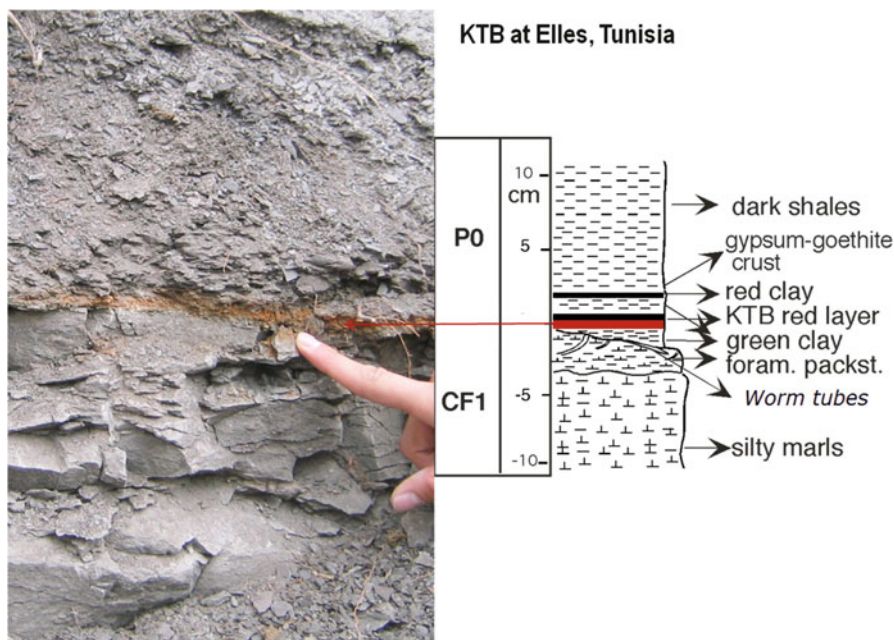 KTB at Elles, Tunisia
P0
CF1
10
cm
5
-5
-10
dark shales
gypsum-goethite
crust
red clay
KTB red layer
green clay
foram. packst.
Worm tubes
silty marls